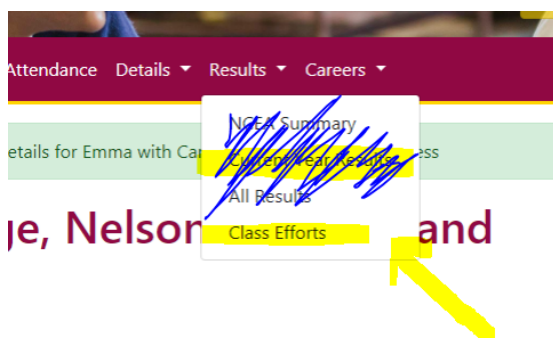 Attendance Details Results Careers
NCEA Summary
etails for Emma with Car ess
Current Year Results
All Results
ge, Nelson and
Class Efforts